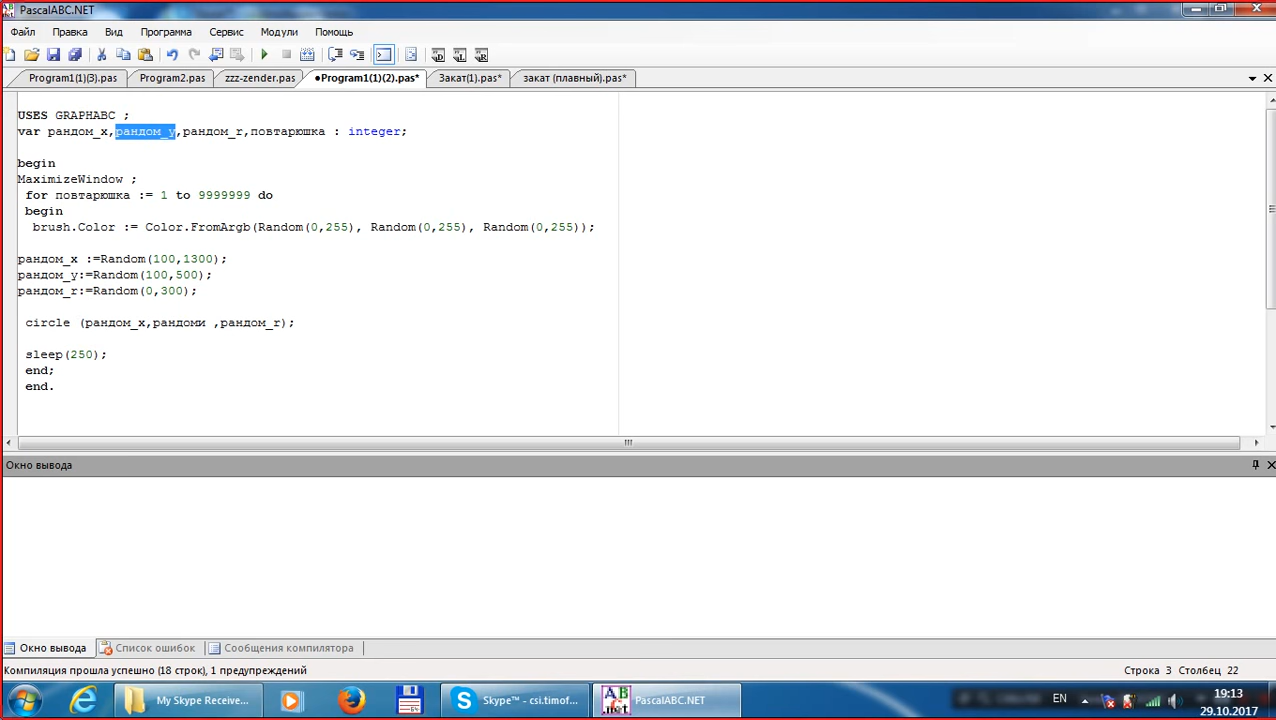 PascalABC.NET
Файл Правка Вид Программа Сервис Модули Помощь
Program1(1)(3).pas Program2.pas zzz-zender.pas •Program1(1)(2).pas* Закат(1).pas* закат (плавный).pas*
USES GRAPHABC ;
var рандом_x,рандом_y,рандом_r,повтарюшка : integer;
begin
MaximizeWindow ;
for повтарюшка := 1 to 9999999 do
begin
brush.Color := Color.FromArgb(Random(0,255), Random(0,255), Random(0,255));
рандом_x :=Random(100,1300);
рандом_y:=Random(100,500);
рандом_r:=Random(0,300);
circle (рандом_x,рандоми ,рандом_r);
sleep(250);
end;
end.
Окно вывода
Окно вывода Список ошибок Сообщения компилятора
Компиляция прошла успешно (18 строк), 1 предупреждений Строка 3 Столбец 22
My Skype Receive... Skype™ - csi.timof... PascalABC.NET EN 19:13
29.10.2017